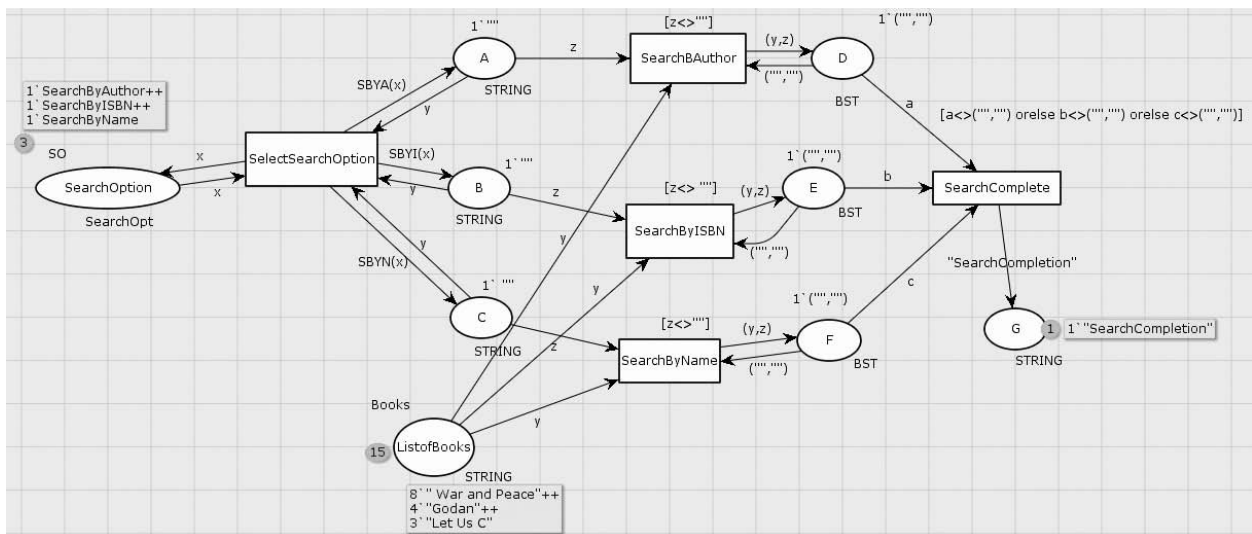 1`("","")
1`""
[z<>""]
A
z
SearchBAuthor
(y,z)
D
STRING
("","")
BST
a
SBYA(x)
y
1`SearchByAuthor++
1`SearchByISBN++
1`SearchByName
3
SO
SelectSearchOption
x
x
SearchOption
SearchOpt
SBYI(x)
y
1`""
B
STRING
z
[z<> ""]
SearchByISBN
(y,z)
("","")
1`("","")
E
BST
b
[a<>("","") orelse b<>("","") orelse c<>("","")]
SearchComplete
"SearchCompletion"
y
y
SBYN(x)
y
1` ""
C
STRING
z
[z<>""]
SearchByName
(y,z)
("","")
1`("","")
F
BST
c
G
1
1`"SearchCompletion"
STRING
Books
ListofBooks
15
y
STRING
8`" War and Peace"++
4`"Godan"++
3`"Let Us C"